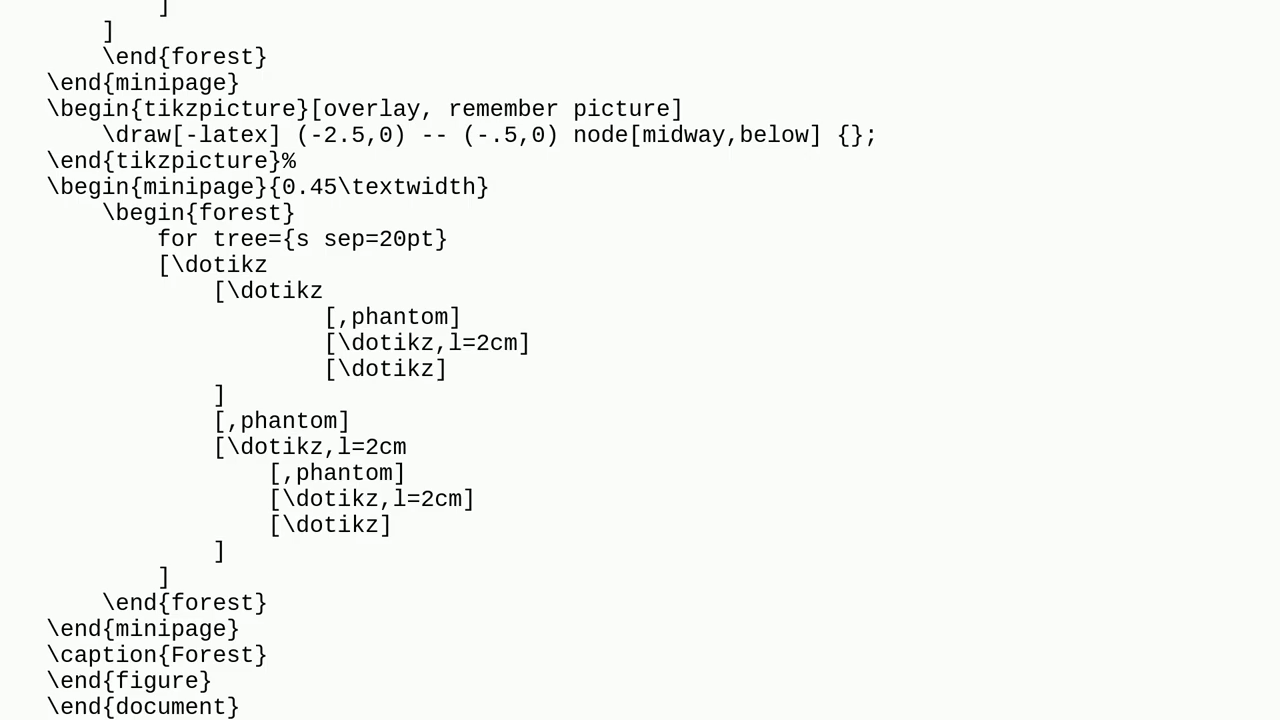 ]
]
\end{forest}
\end{minipage}
\begin{tikzpicture}[overlay, remember picture]
\draw[-latex] (-2.5,0) -- (-.5,0) node[midway,below] {};
\end{tikzpicture}%
\begin{minipage}{0.45\textwidth}
\begin{forest}
for tree={s sep=20pt}
[\dotikz
[\dotikz
[,phantom]
[\dotikz,l=2cm]
[\dotikz]
]
[,phantom]
[\dotikz,l=2cm
[,phantom]
[\dotikz,l=2cm]
[\dotikz]
]
]
\end{forest}
\end{minipage}
\caption{Forest}
\end{figure}
\end{document}